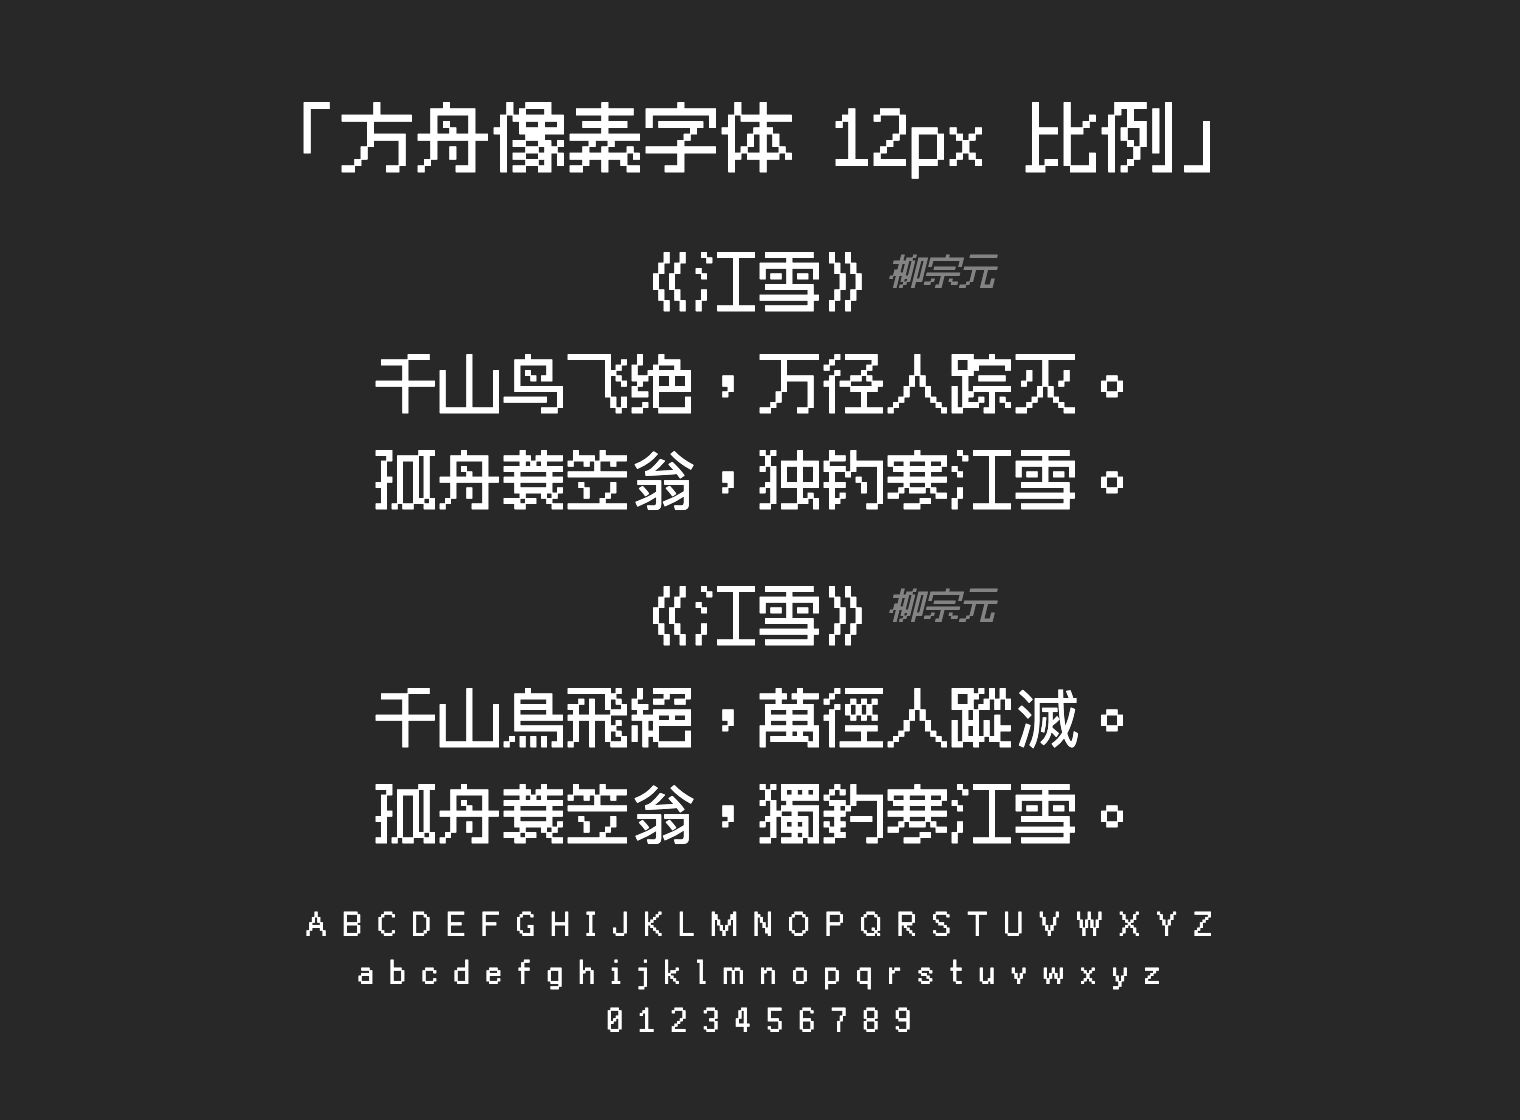 「方舟像素字体 12px 比例」
《江雪》 柳宗元
千山鸟飞绝，万径人踪灭。
孤舟蓑笠翁，独钓寒江雪。
《江雪》 柳宗元
千山鳥飛絕，萬徑人蹤滅。
孤舟蓑笠翁，獨釣寒江雪。
A B C D E F G H I J K L M N O P Q R S T U V W X Y Z
a b c d e f g h i j k l m n o p q r s t u v w x y z
0 1 2 3 4 5 6 7 8 9